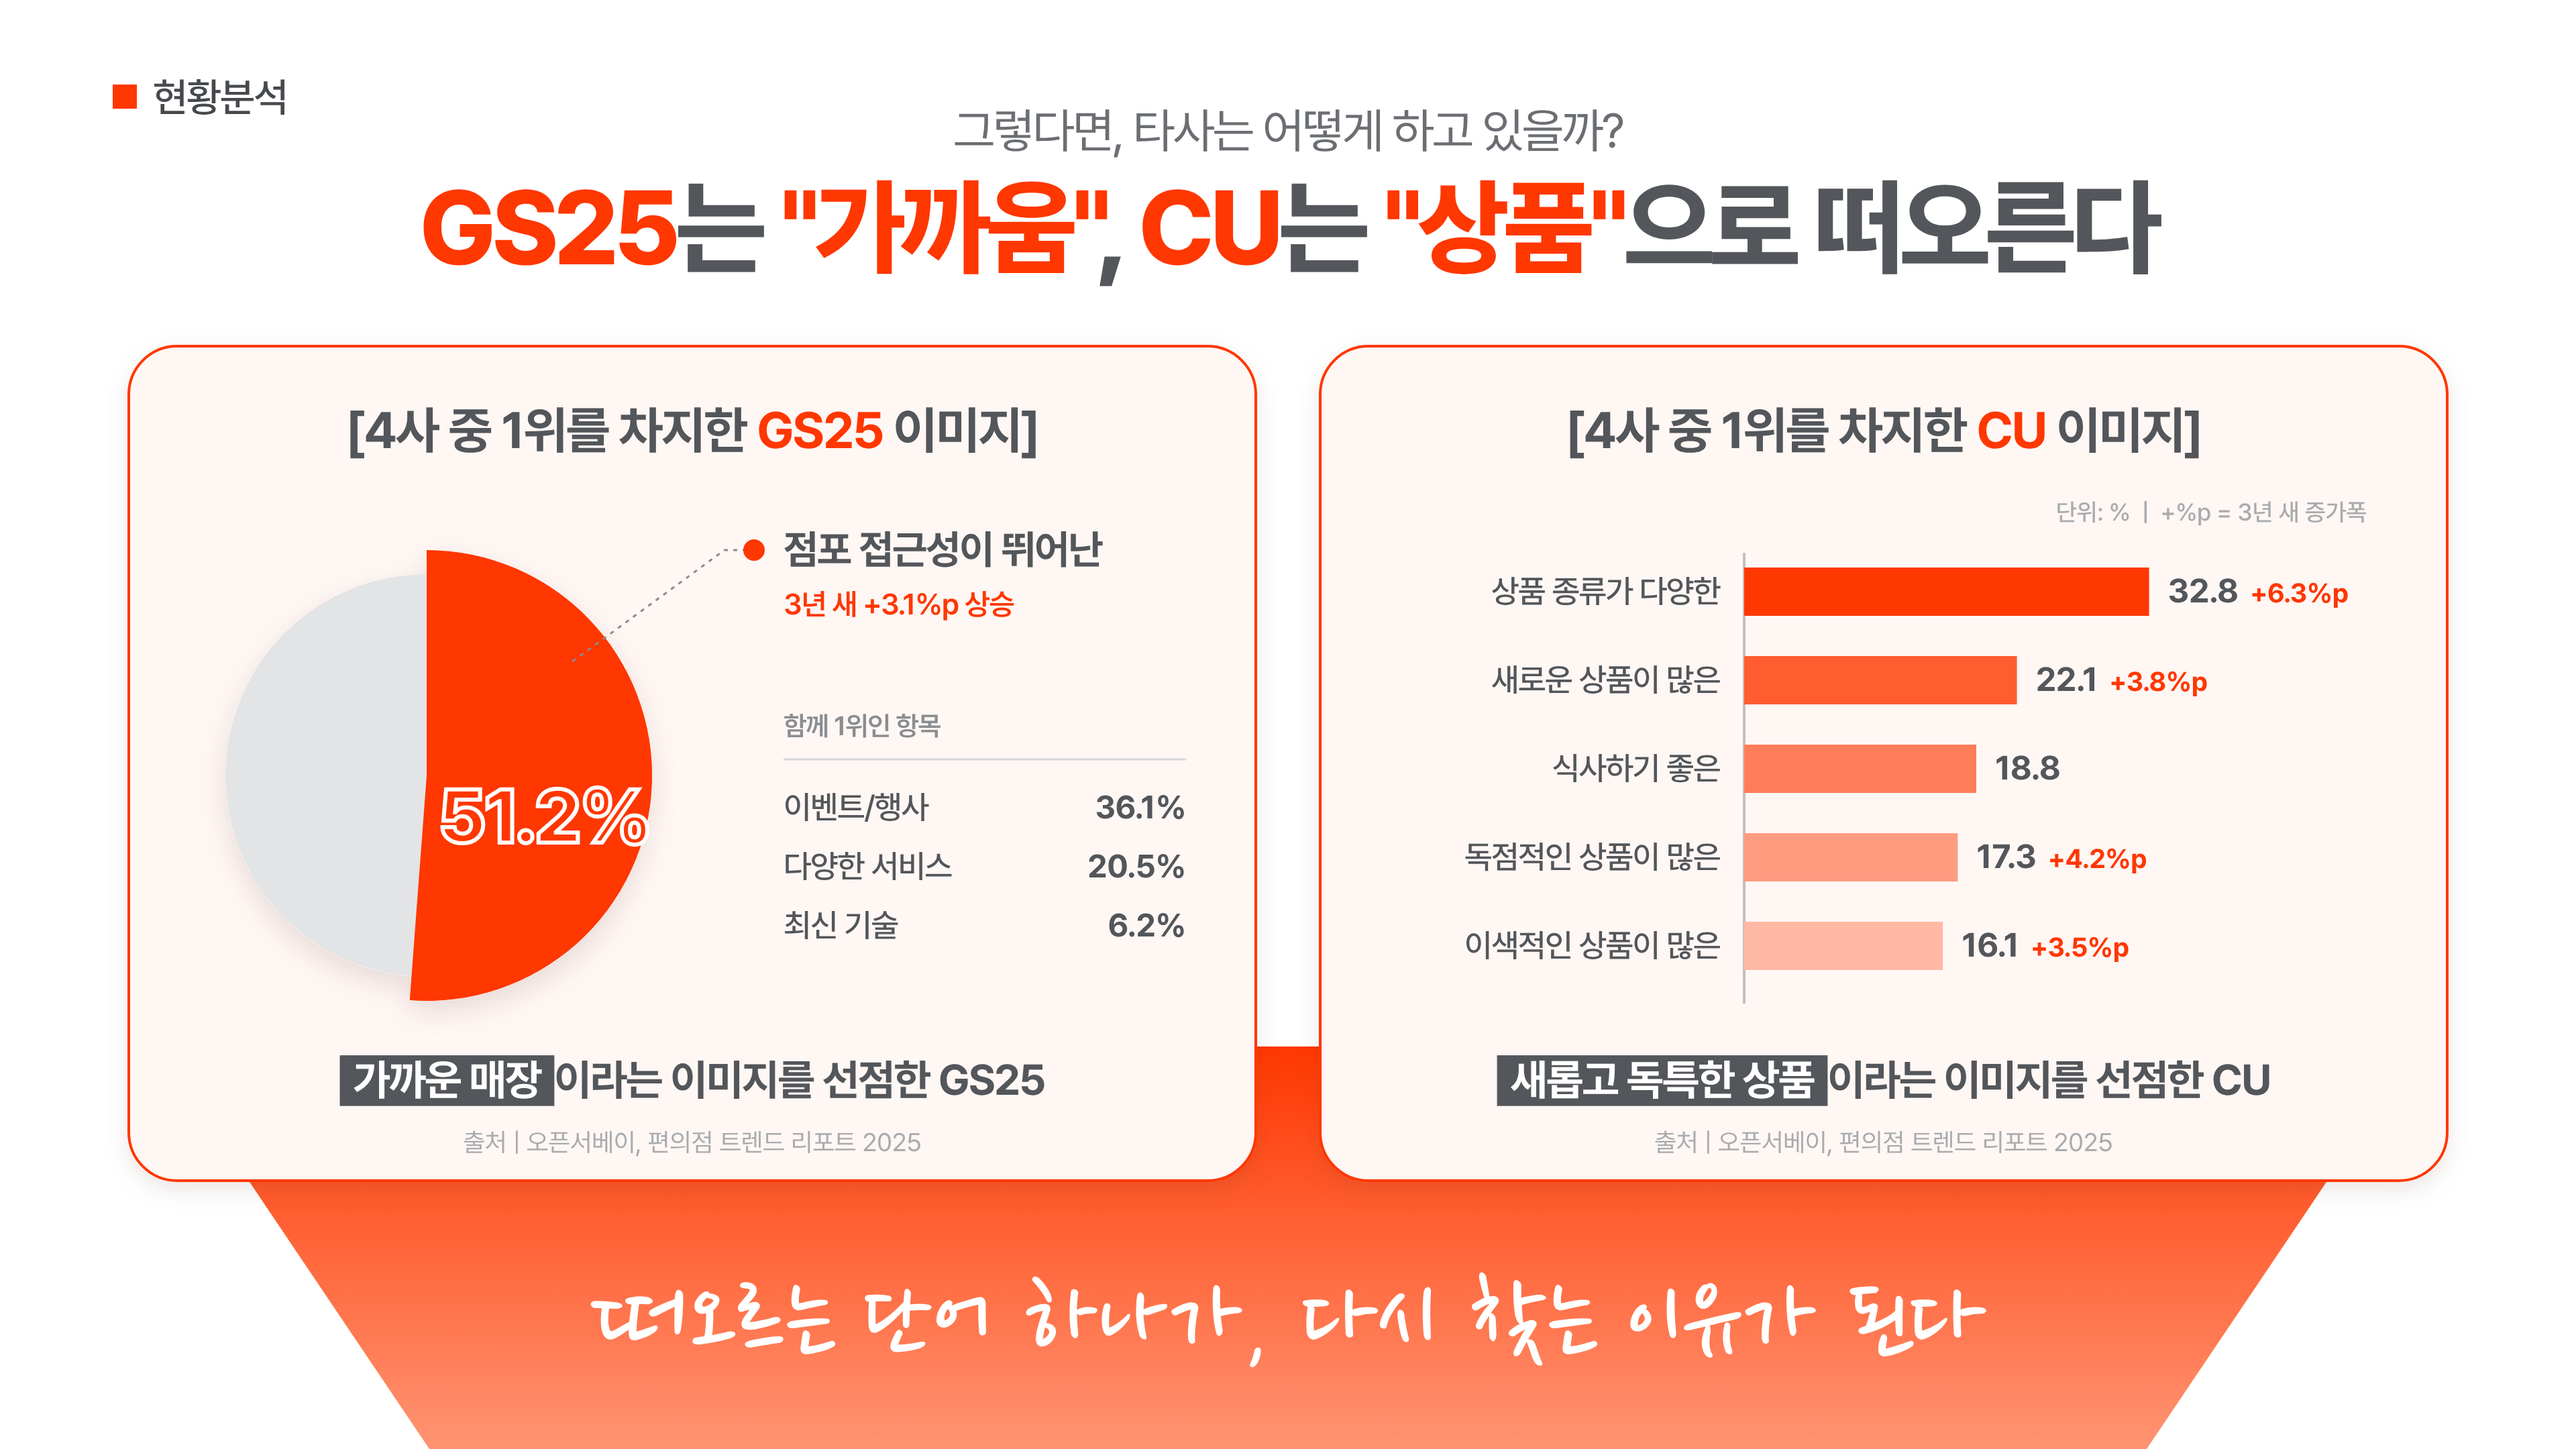 현황분석
그렇다면, 타사는 어떻게 하고 있을까?
GS25는 "가까움", CU는 "상품"으로 떠오른다
[4사 중 1위를 차지한 GS25 이미지]
점포 접근성이 뛰어난
3년 새 +3.1%p 상승
51.2%
함께 1위인 항목
이벤트/행사 36.1%
다양한 서비스 20.5%
최신 기술 6.2%
가까운 매장이라는 이미지를 선점한 GS25
출처 | 오픈서베이, 편의점 트렌드 리포트 2025
[4사 중 1위를 차지한 CU 이미지]
단위: % | +%p = 3년 새 증가폭
상품 종류가 다양한 32.8 +6.3%p
새로운 상품이 많은 22.1 +3.8%p
식사하기 좋은 18.8
독점적인 상품이 많은 17.3 +4.2%p
이색적인 상품이 많은 16.1 +3.5%p
새롭고 독특한 상품이라는 이미지를 선점한 CU
출처 | 오픈서베이, 편의점 트렌드 리포트 2025
떠오르는 단어 하나가, 다시 찾는 이유가 된다